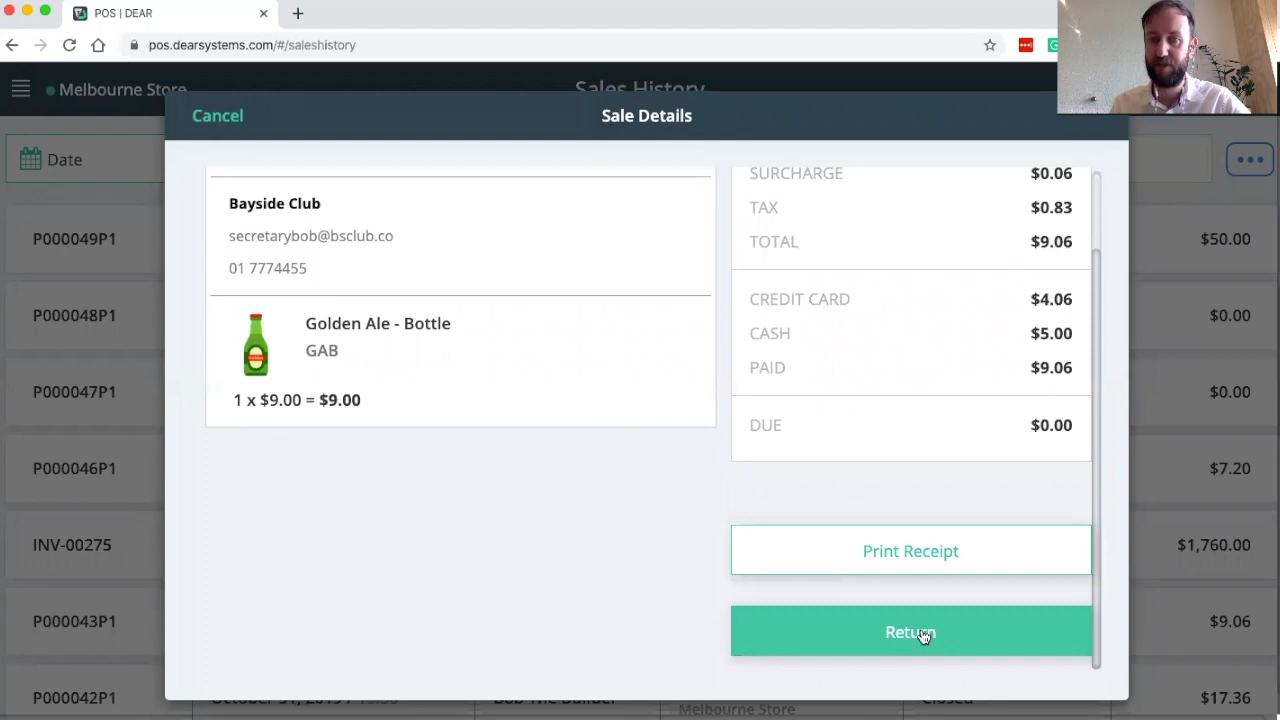 POS | DEAR
pos.dearsystems.com/#/saleshistory
Melbourne Store
Sales History
Cancel
Sale Details
Date
Bayside Club
secretarybob@bsclub.co
01 7774455
Golden Ale - Bottle
GAB
1 x $9.00 = $9.00
SURCHARGE $0.06
TAX $0.83
TOTAL $9.06
CREDIT CARD $4.06
CASH $5.00
PAID $9.06
DUE $0.00
Print Receipt
Return
P000049P1 $50.00
P000048P1 $0.00
P000047P1 $0.00
P000046P1 $7.20
INV-00275 $1,760.00
P000043P1 $9.06
P000042P1 October 31, 2019 Bob The Builder Melbourne Store Closed $17.36